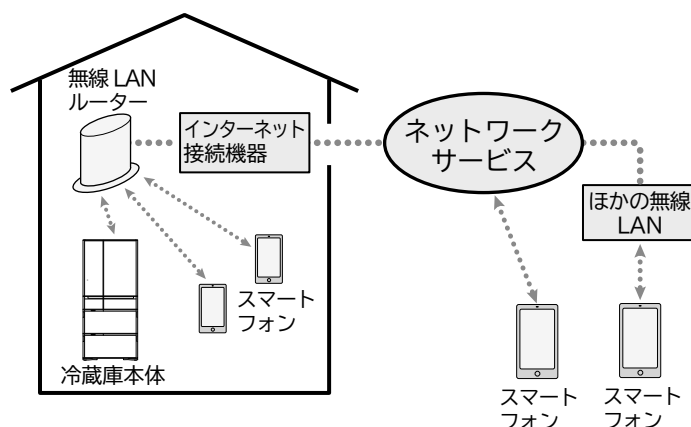 無線 LAN
ルーター
インターネット
接続機器
ネットワーク
サービス
ほかの無線
LAN
スマート
フォン
冷蔵庫本体
スマート
フォン
スマート
フォン